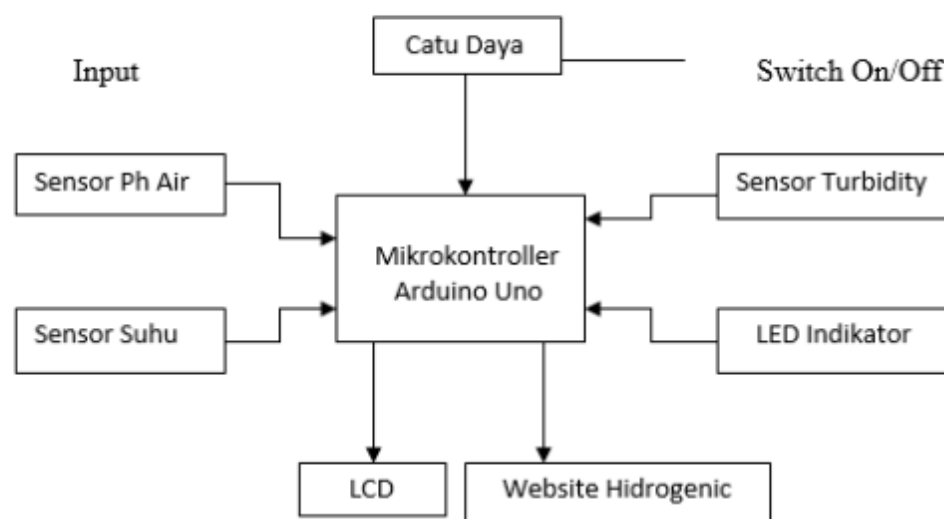 Catu Daya
Input
Switch On/Off
Sensor Ph Air
Sensor Turbidity
Mikrokontroller
Arduino Uno
Sensor Suhu
LED Indikator
LCD
Website Hidrogenic